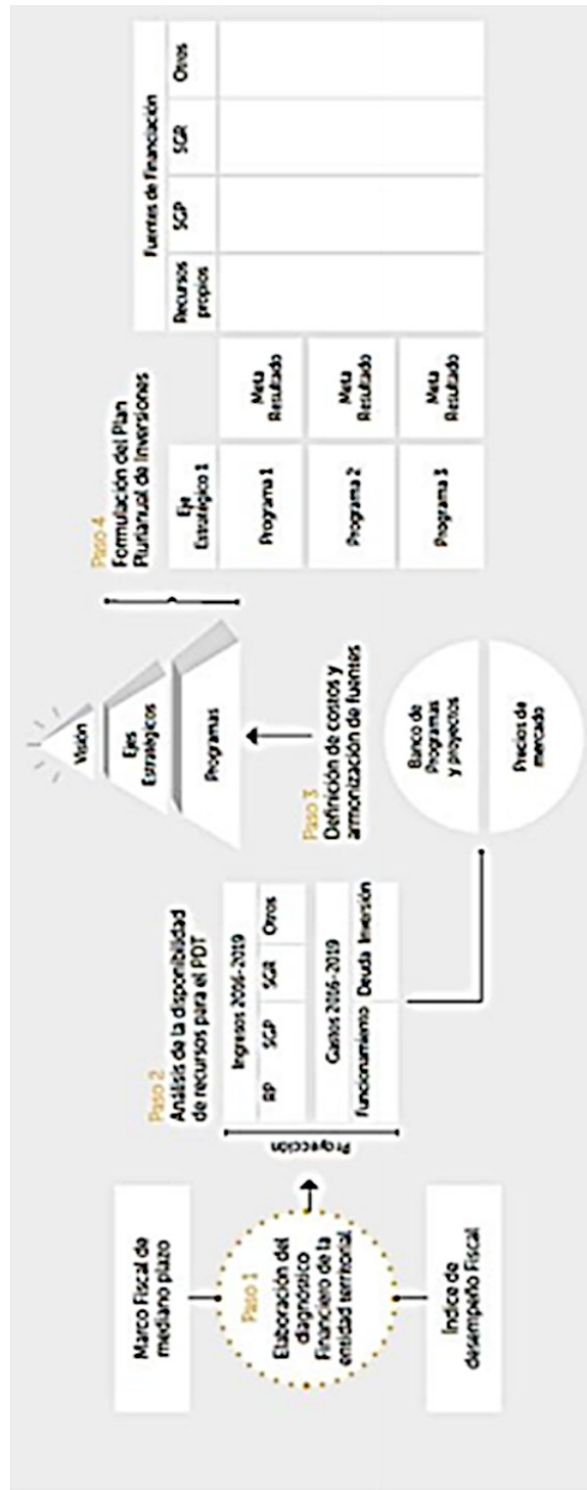 Marco Fiscal de
mediano plazo
Paso 1
Elaboración del
diagnóstico
Financiero de la
entidad territorial
Índice de
desempeño Fiscal
Paso 2
Análisis de la disponibilidad
de recursos para el PDT
Proyección
Ingresos 2016-2019
RP SGP SGR Otros
Gastos 2016-2019
Funcionamiento Deuda Inversión
Visión
Ejes
Estratégicos
Programas
Paso 3
Definición de costos y
armonización de fuentes
Banco de
Programas
y proyectos
Precios de
mercado
Paso 4
Formulación del Plan
Plurianual de Inversiones
Fuentes de Financiación
Eje
Estratégico 1
Recursos
propios
SGP
SGR
Otros
Programa 1
Meta
Resultado
Programa 2
Meta
Resultado
Programa 3
Meta
Resultado